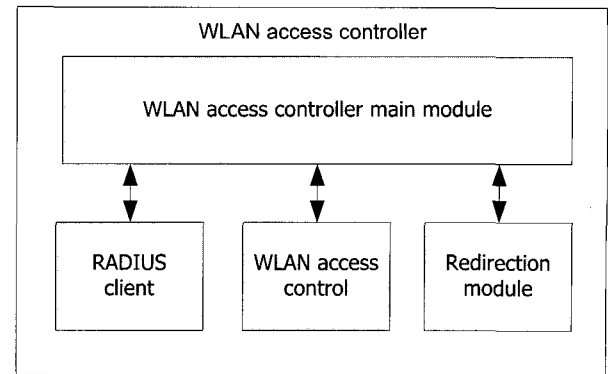 WLAN access controller
WLAN access controller main module
RADIUS
client
WLAN access
control
Redirection
module